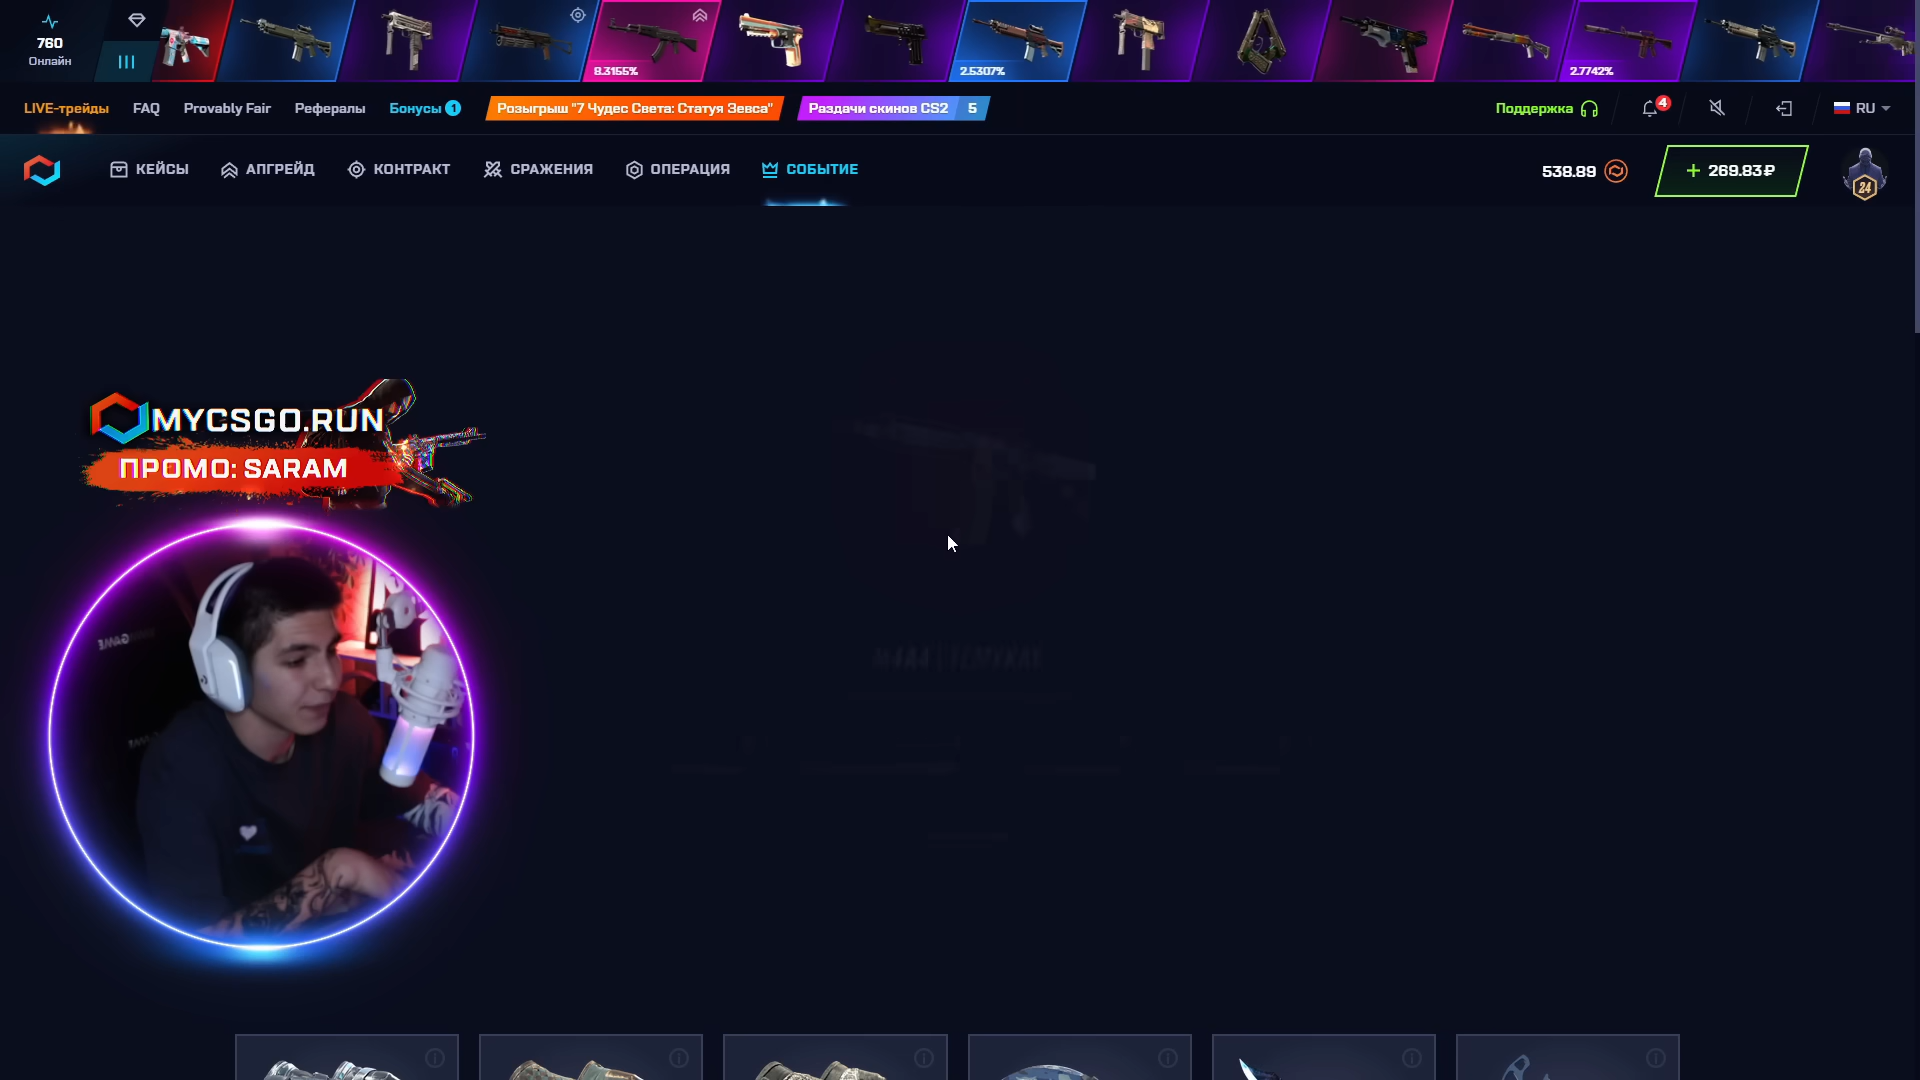 760
Онлайн
8.3155%
2.5307%
2.7742%
LIVE-трейды
FAQ
Provably Fair
Рефералы
Бонусы 1
Розыгрыш "7 Чудес Света: Статуя Зевса"
Раздачи скинов CS2 5
Поддержка
4
RU
КЕЙСЫ
АПГРЕЙД
КОНТРАКТ
СРАЖЕНИЯ
ОПЕРАЦИЯ
СОБЫТИЕ
538.89
+ 269.83 ₽
24
MYCSGO.RUN
ПРОМО: SARAM